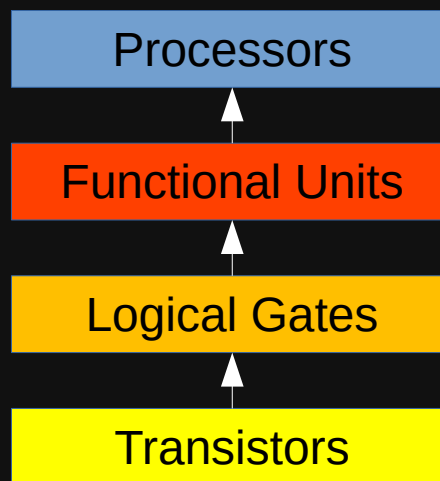 Processors
Functional Units
Logical Gates
Transistors